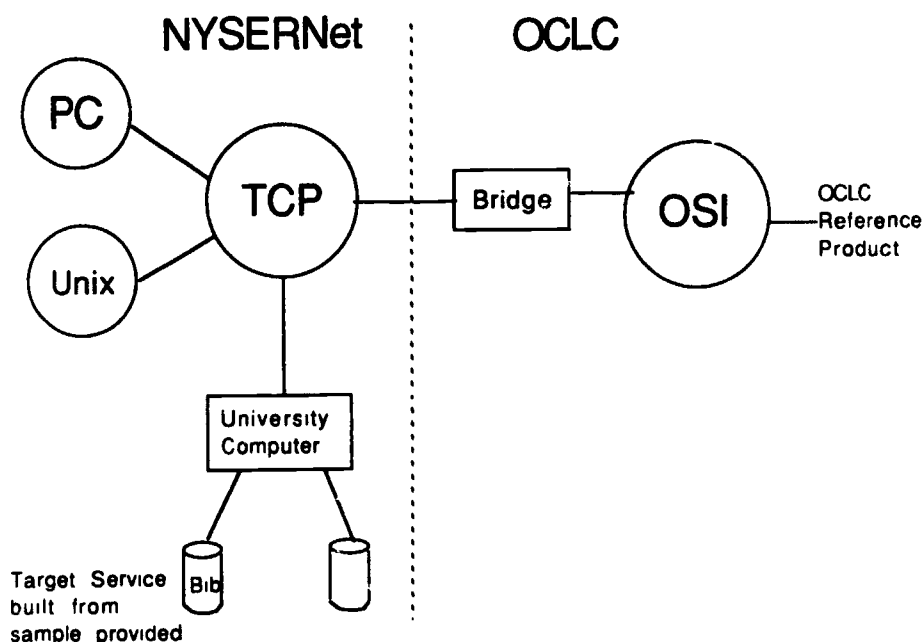 NYSERNet
OCLC
PC
TCP
Unix
Bridge
OSI
OCLC
Reference
Product
University
Computer
Bib
Target Service
built from
sample provided